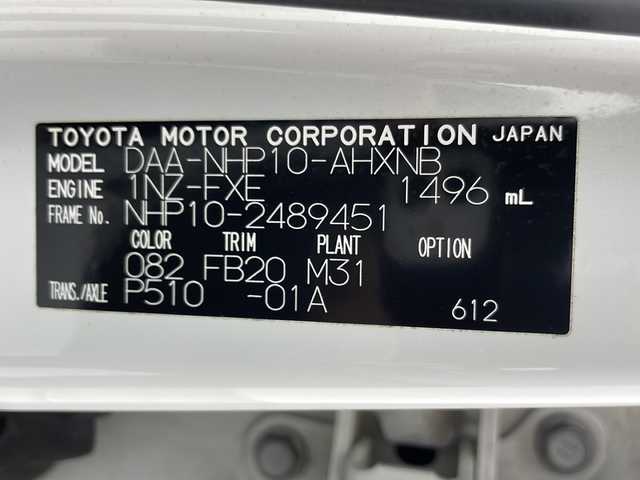 TOYOTA MOTOR CORPORATION JAPAN
MODEL DAA-NHP10-AHXNB
ENGINE 1NZ-FXE 1496 mL
FRAME No. NHP10-2489451
COLOR TRIM PLANT OPTION
082 FB20 M31
TRANS./AXLE P510 -01A 612